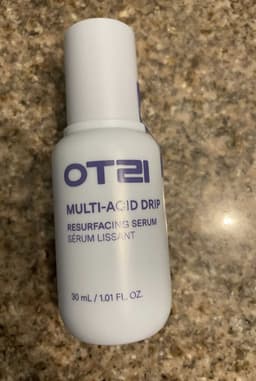 OTZI
MULTI-ACID DRIP
RESURFACING SERUM
SÉRUM LISSANT
30 mL / 1.01 FL. OZ.